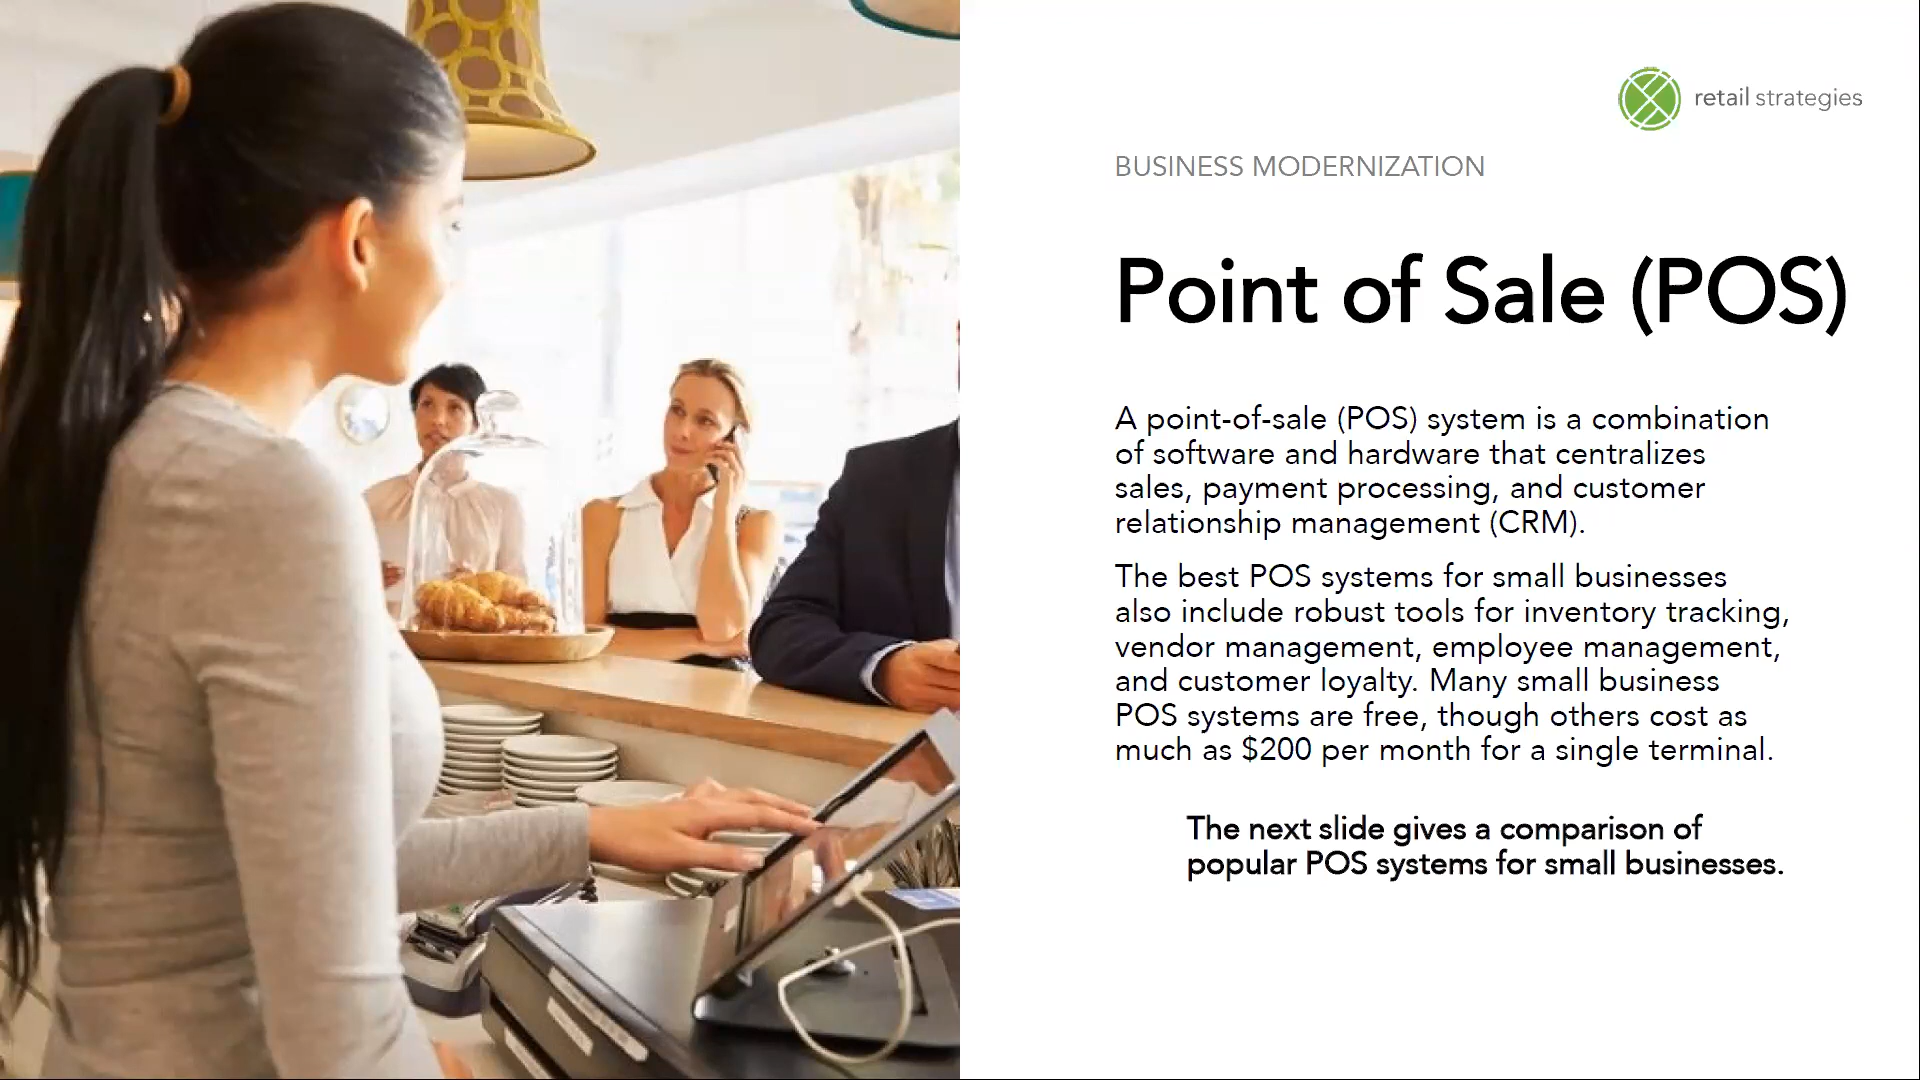 retail strategies
BUSINESS MODERNIZATION
Point of Sale (POS)
A point-of-sale (POS) system is a combination
of software and hardware that centralizes
sales, payment processing, and customer
relationship management (CRM).
The best POS systems for small businesses
also include robust tools for inventory tracking,
vendor management, employee management,
and customer loyalty. Many small business
POS systems are free, though others cost as
much as $200 per month for a single terminal.
The next slide gives a comparison of
popular POS systems for small businesses.